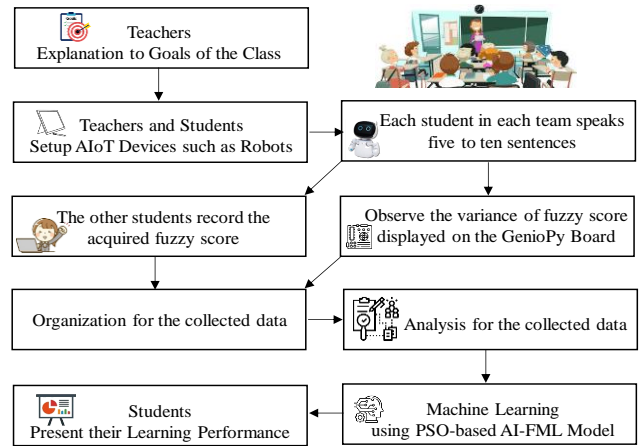 Teachers
Explanation to Goals of the Class
Teachers and Students
Setup AIoT Devices such as Robots
Each student in each team speaks
five to ten sentences
The other students record the
acquired fuzzy score
Observe the variance of fuzzy score
displayed on the GenioPy Board
Organization for the collected data
Analysis for the collected data
Students
Present their Learning Performance
Machine Learning
using PSO-based AI-FML Model